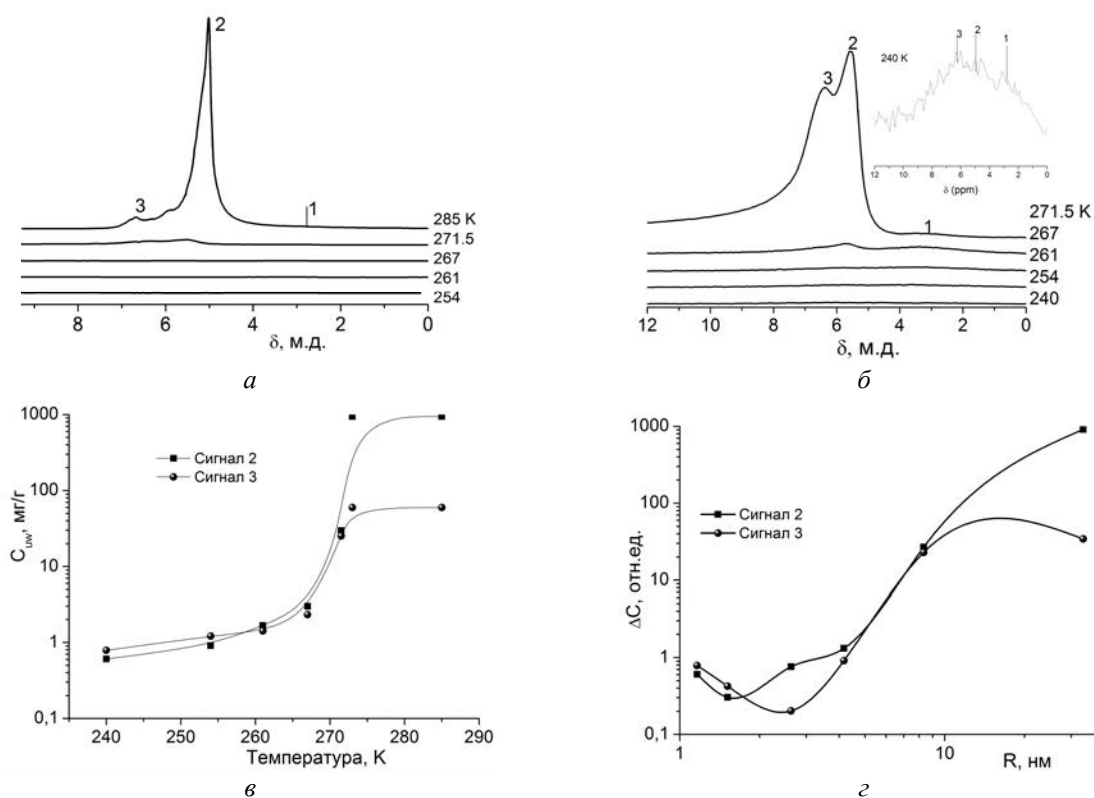 2
3
1
285 K
271.5
267
261
254
8 6 4 2 0
δ, м.д.
а
2
3
1
240 K
3 2 1
12 10 8 6 4 2 0
δ (ppm)
271.5 K
267
261
254
240
12 10 8 6 4 2 0
δ, м.д.
б
1000
100
10
1
0,1
C_uw, мг/г
Сигнал 2
Сигнал 3
240 250 260 270 280 290
Температура, K
в
1000
100
10
1
0,1
ΔC, отн.ед.
Сигнал 2
Сигнал 3
1 10
R, нм
г